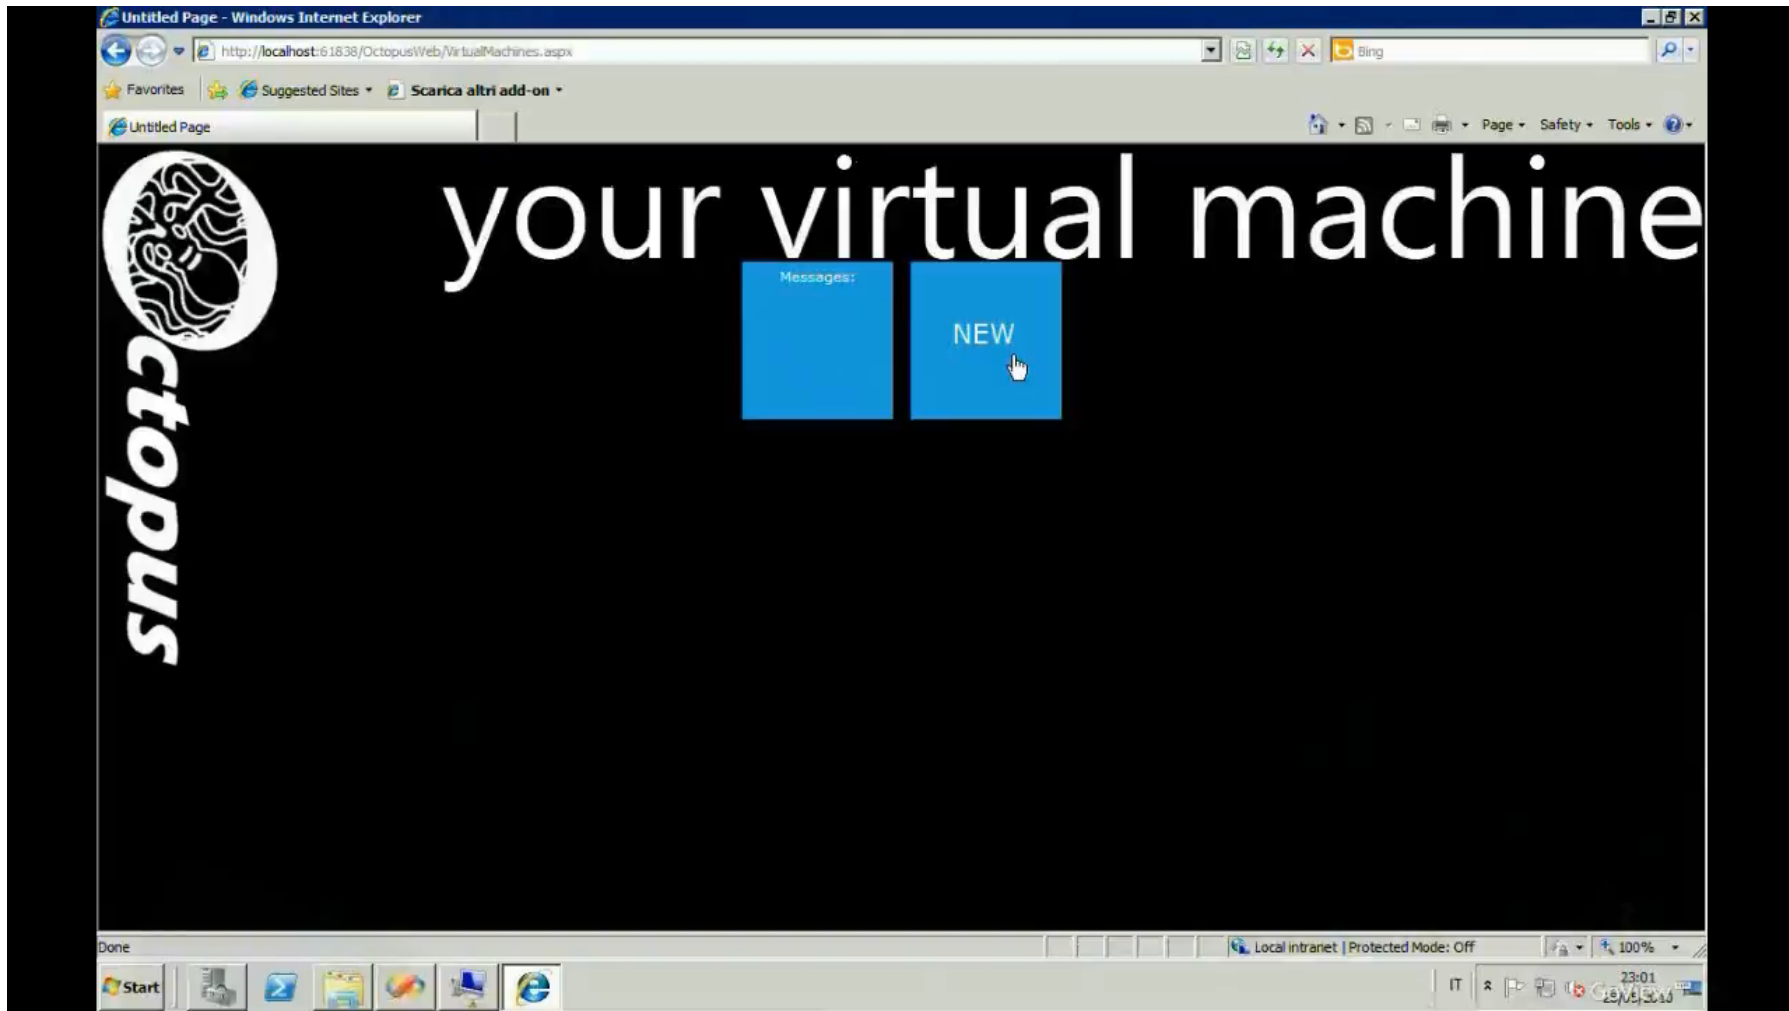 Untitled Page - Windows Internet Explorer
http://localhost:61838/OctopusWeb/VirtualMachines.aspx
Bing
Favorites
Suggested Sites
Scarica altri add-on
Untitled Page
Page
Safety
Tools
your virtual machine
Octopus
Messages:
NEW
Done
Local intranet | Protected Mode: Off
100%
Start
IT
23:01